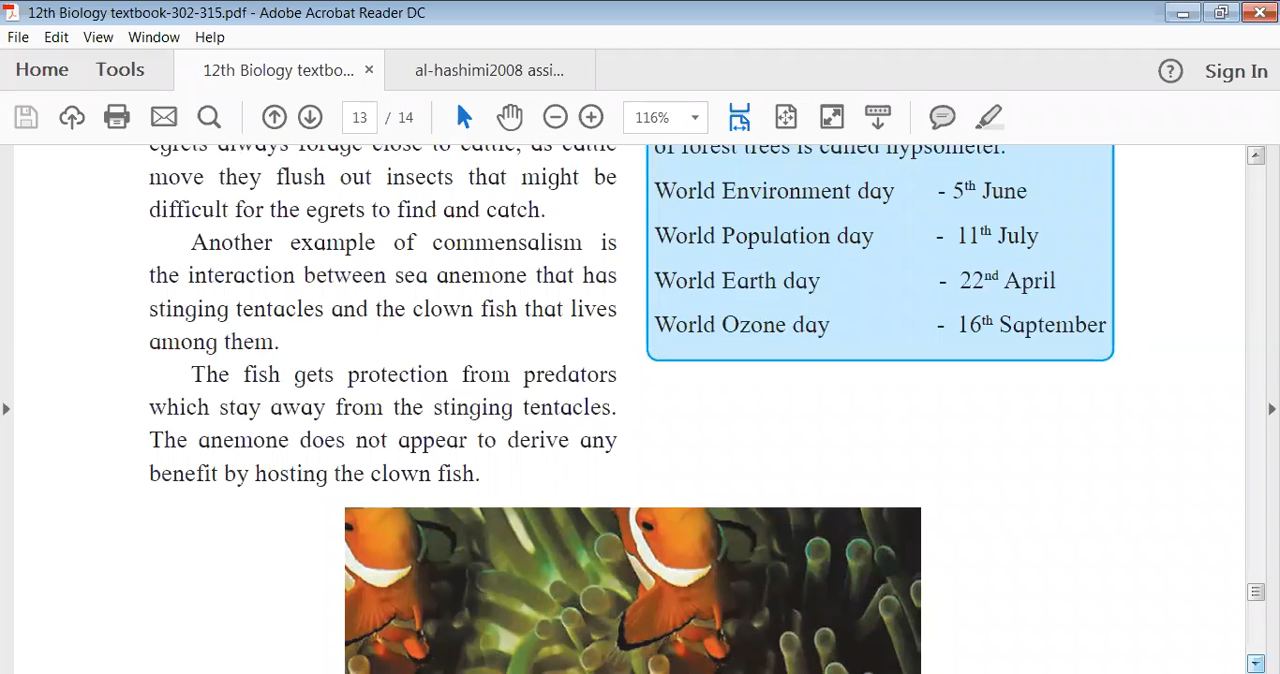 12th Biology textbook-302-315.pdf - Adobe Acrobat Reader DC
File Edit View Window Help
Home Tools 12th Biology textbo... × al-hashimi2008 assi... Sign In
13 / 14 116%
egrets always forage close to cattle, as cattle
move they flush out insects that might be
difficult for the egrets to find and catch.
Another example of commensalism is
the interaction between sea anemone that has
stinging tentacles and the clown fish that lives
among them.
The fish gets protection from predators
which stay away from the stinging tentacles.
The anemone does not appear to derive any
benefit by hosting the clown fish.
of forest trees is called hypsometer.
World Environment day - 5th June
World Population day - 11th July
World Earth day - 22nd April
World Ozone day - 16th Saptember